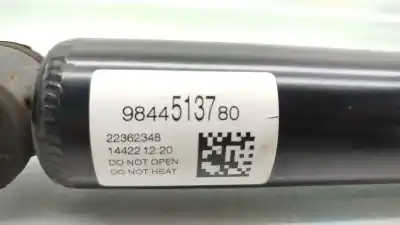 9844513780
22362348
14422 12:20
DO NOT OPEN
DO NOT HEAT